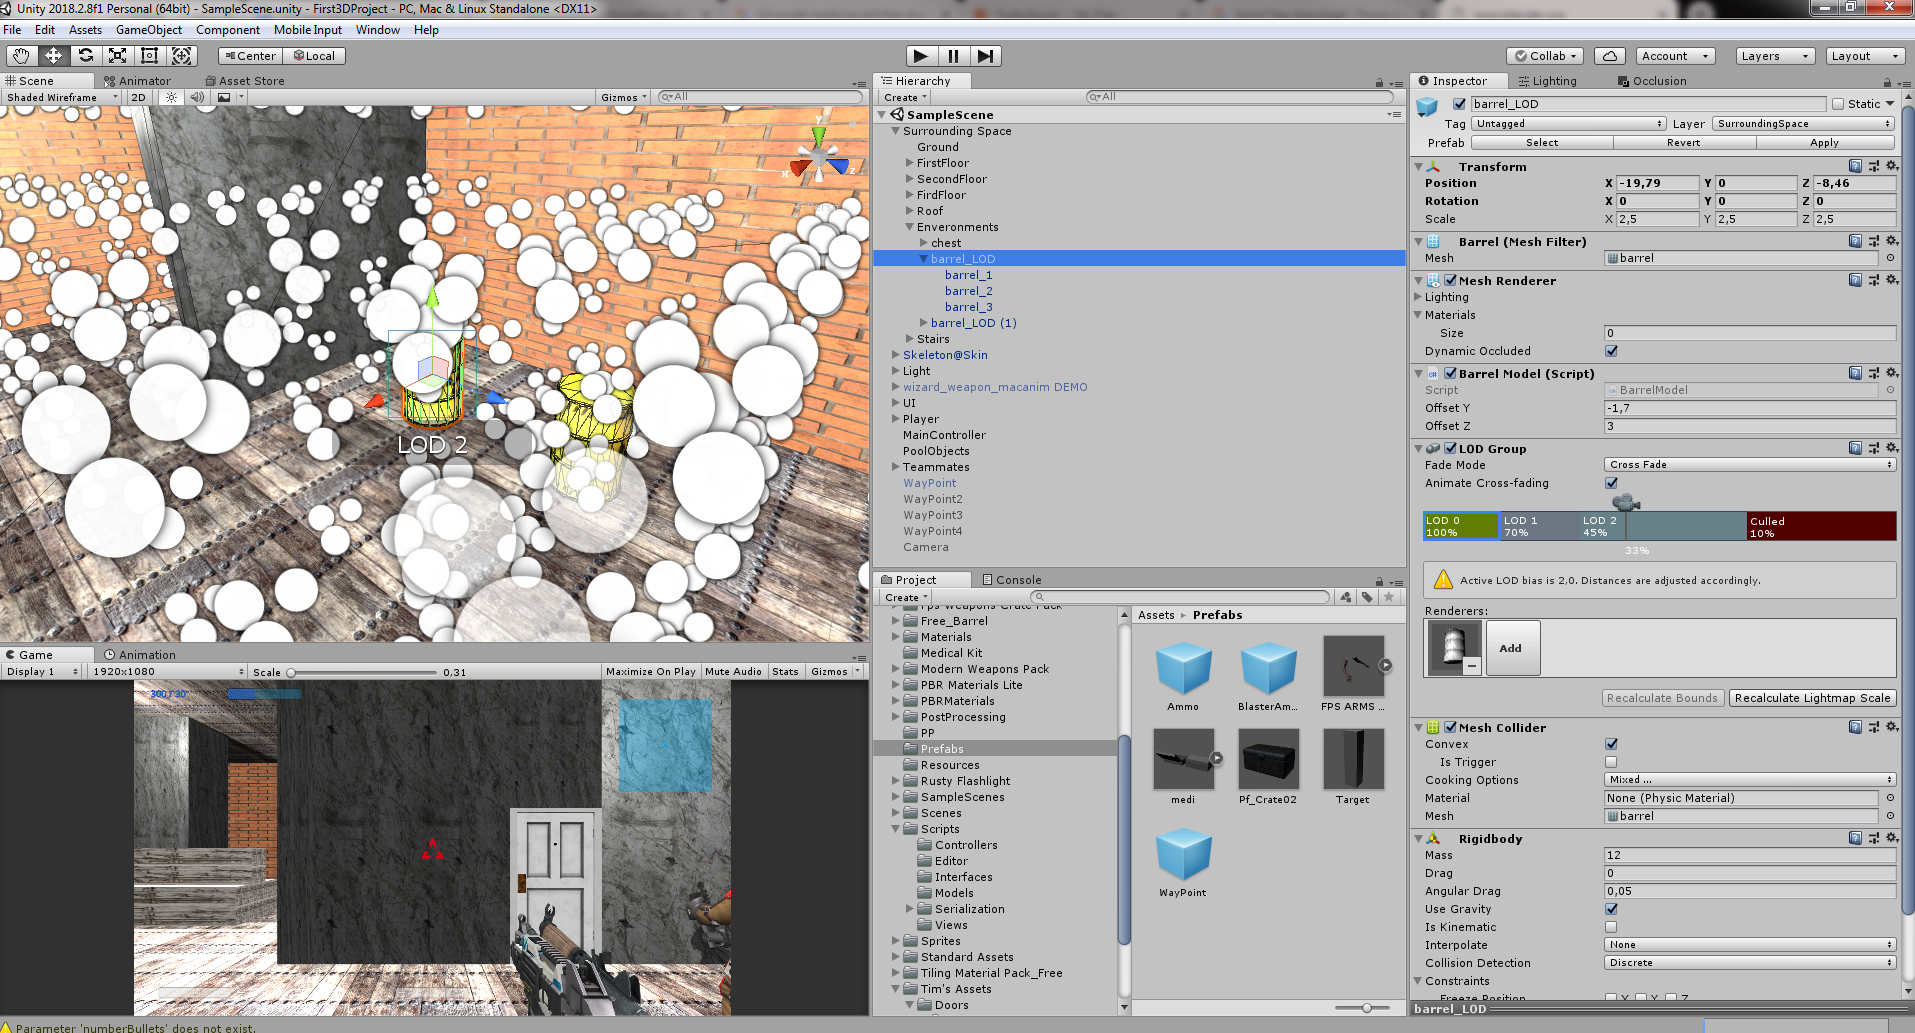 Unity 2018.2.8f1 Personal (64bit) - SampleScene.unity - First3DProject - PC, Mac & Linux Standalone <DX11>
File Edit Assets GameObject Component Mobile Input Window Help
Center Local
Collab Account Layers Layout
Scene Animator Asset Store
Shaded Wireframe 2D Gizmos All
y
x
z
LOD 2
Game Animation
Display 1 1920x1080 Scale 0,31 Maximize On Play Mute Audio Stats Gizmos
300 / 30
Hierarchy
Create All
SampleScene
Surrounding Space
Ground
FirstFloor
SecondFloor
FirdFloor
Roof
Enveronments
chest
barrel_LOD
barrel_1
barrel_2
barrel_3
barrel_LOD (1)
Stairs
Skeleton@Skin
Light
wizard_weapon_macanim DEMO
UI
Player
MainController
PoolObjects
Teammates
WayPoint
WayPoint2
WayPoint3
WayPoint4
Camera
Project Console
Create
Fps Weapons Crate Pack
Free_Barrel
Materials
Medical Kit
Modern Weapons Pack
PBR Materials Lite
PBRMaterials
PostProcessing
PP
Prefabs
Resources
Rusty Flashlight
SampleScenes
Scenes
Scripts
Controllers
Editor
Interfaces
Models
Serialization
Views
Sprites
Standard Assets
Tiling Material Pack_Free
Tim's Assets
Doors
Assets Prefabs
Ammo BlasterAm... FPS ARMS ...
medi Pf_Crate02 Target
WayPoint
Inspector Lighting Occlusion
barrel_LOD Static
Tag Untagged Layer SurroundingSpace
Prefab Select Revert Apply
Transform
Position X -19,79 Y 0 Z -8,46
Rotation X 0 Y 0 Z 0
Scale X 2,5 Y 2,5 Z 2,5
Barrel (Mesh Filter)
Mesh barrel
Mesh Renderer
Lighting
Materials
Size 0
Dynamic Occluded
Barrel Model (Script)
Script BarrelModel
Offset Y -1,7
Offset Z 3
LOD Group
Fade Mode Cross Fade
Animate Cross-fading
LOD 0 LOD 1 LOD 2 Culled
100% 70% 45% 10%
33%
Active LOD bias is 2,0. Distances are adjusted accordingly.
Renderers:
Add
Recalculate Bounds Recalculate Lightmap Scale
Mesh Collider
Convex
Is Trigger
Cooking Options Mixed ...
Material None (Physic Material)
Mesh barrel
Rigidbody
Mass 12
Drag 0
Angular Drag 0,05
Use Gravity
Is Kinematic
Interpolate None
Collision Detection Discrete
Constraints
Freeze Position X Y Z
barrel_LOD
Parameter 'numberBullets' does not exist.